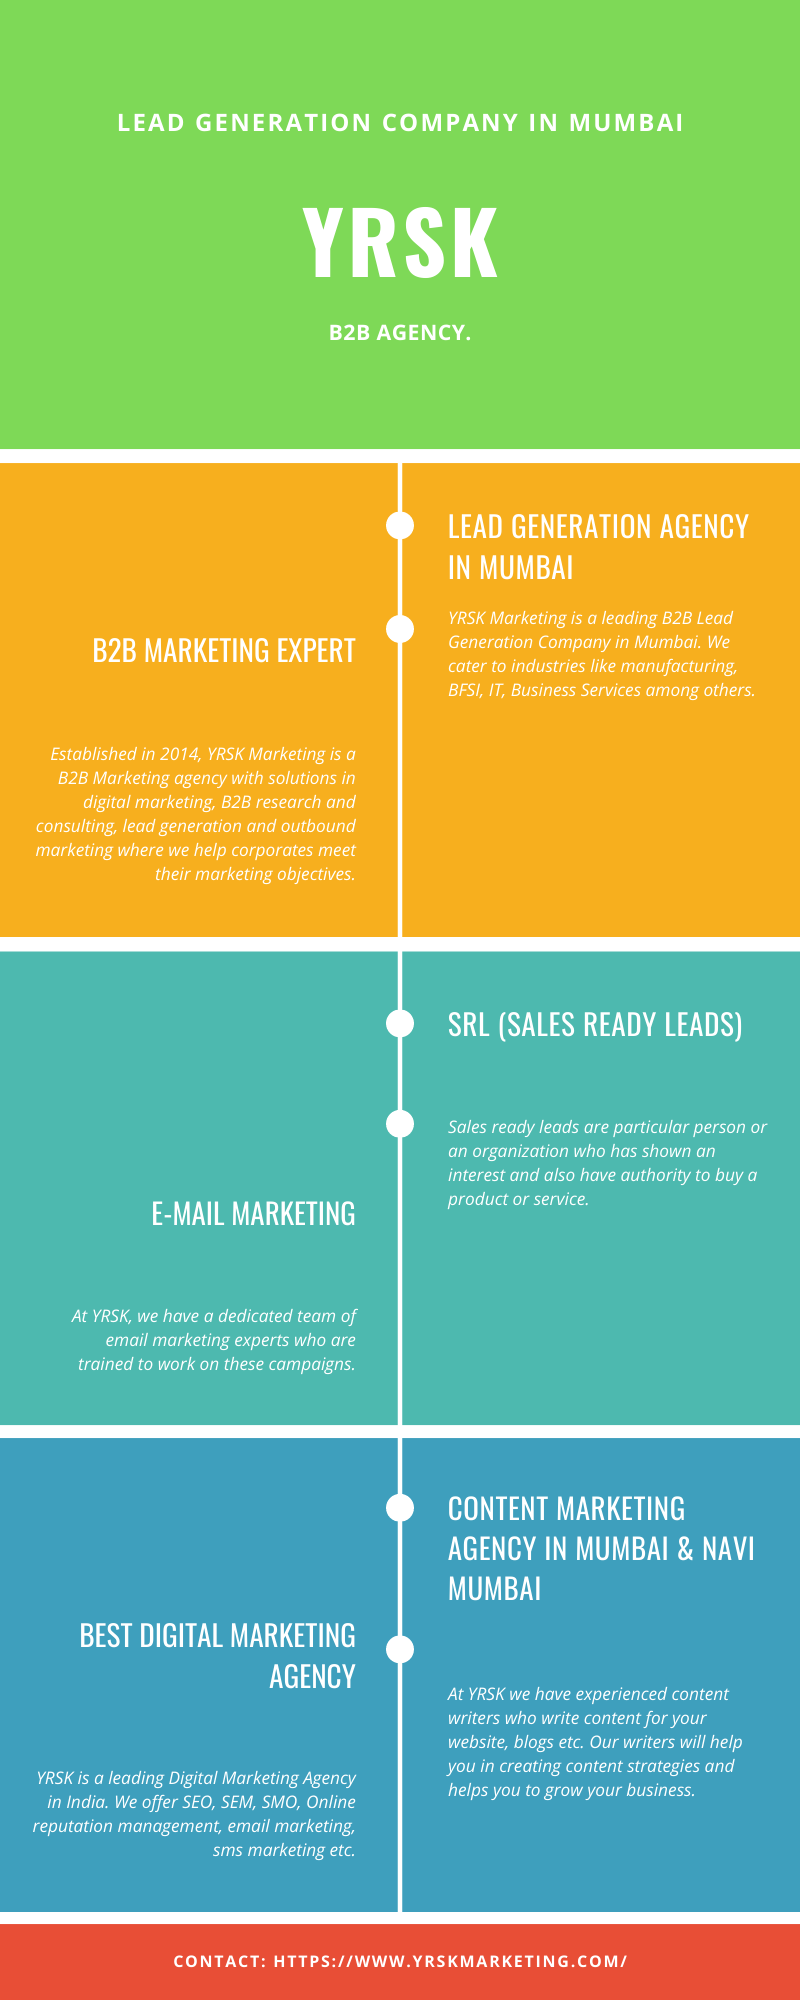 LEAD GENERATION COMPANY IN MUMBAI
YRSK
B2B AGENCY.
LEAD GENERATION AGENCY
IN MUMBAI
YRSK Marketing is a leading B2B Lead
Generation Company in Mumbai. We
cater to industries like manufacturing,
BFSI, IT, Business Services among others.
B2B MARKETING EXPERT
Established in 2014, YRSK Marketing is a
B2B Marketing agency with solutions in
digital marketing, B2B research and
consulting, lead generation and outbound
marketing where we help corporates meet
their marketing objectives.
SRL (SALES READY LEADS)
Sales ready leads are particular person or
an organization who has shown an
interest and also have authority to buy a
product or service.
E-MAIL MARKETING
At YRSK, we have a dedicated team of
email marketing experts who are
trained to work on these campaigns.
CONTENT MARKETING
AGENCY IN MUMBAI & NAVI
MUMBAI
At YRSK we have experienced content
writers who write content for your
website, blogs etc. Our writers will help
you in creating content strategies and
helps you to grow your business.
BEST DIGITAL MARKETING
AGENCY
YRSK is a leading Digital Marketing Agency
in India. We offer SEO, SEM, SMO, Online
reputation management, email marketing,
sms marketing etc.
CONTACT: HTTPS://WWW.YRSKMARKETING.COM/